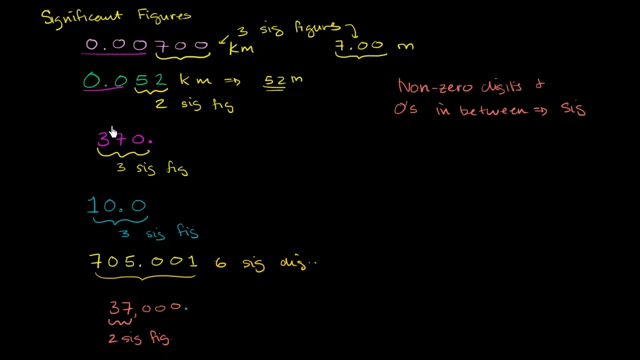 Significant Figures
3 sig figures
0.00700 km 7.00 m
0.052 km ⇒ 52 m
2 sig fig
Non-zero digits &
0's in between ⇒ sig
370.
3 sig fig
10.0
3 sig fig
705.001 6 sig dig..
37,000.
2 sig fig